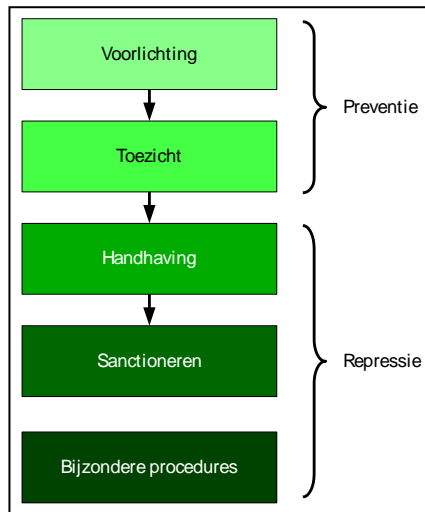 Voorlichting
Preventie
Toezicht
Handhaving
Sanctioneren
Repressie
Bijzondere procedures